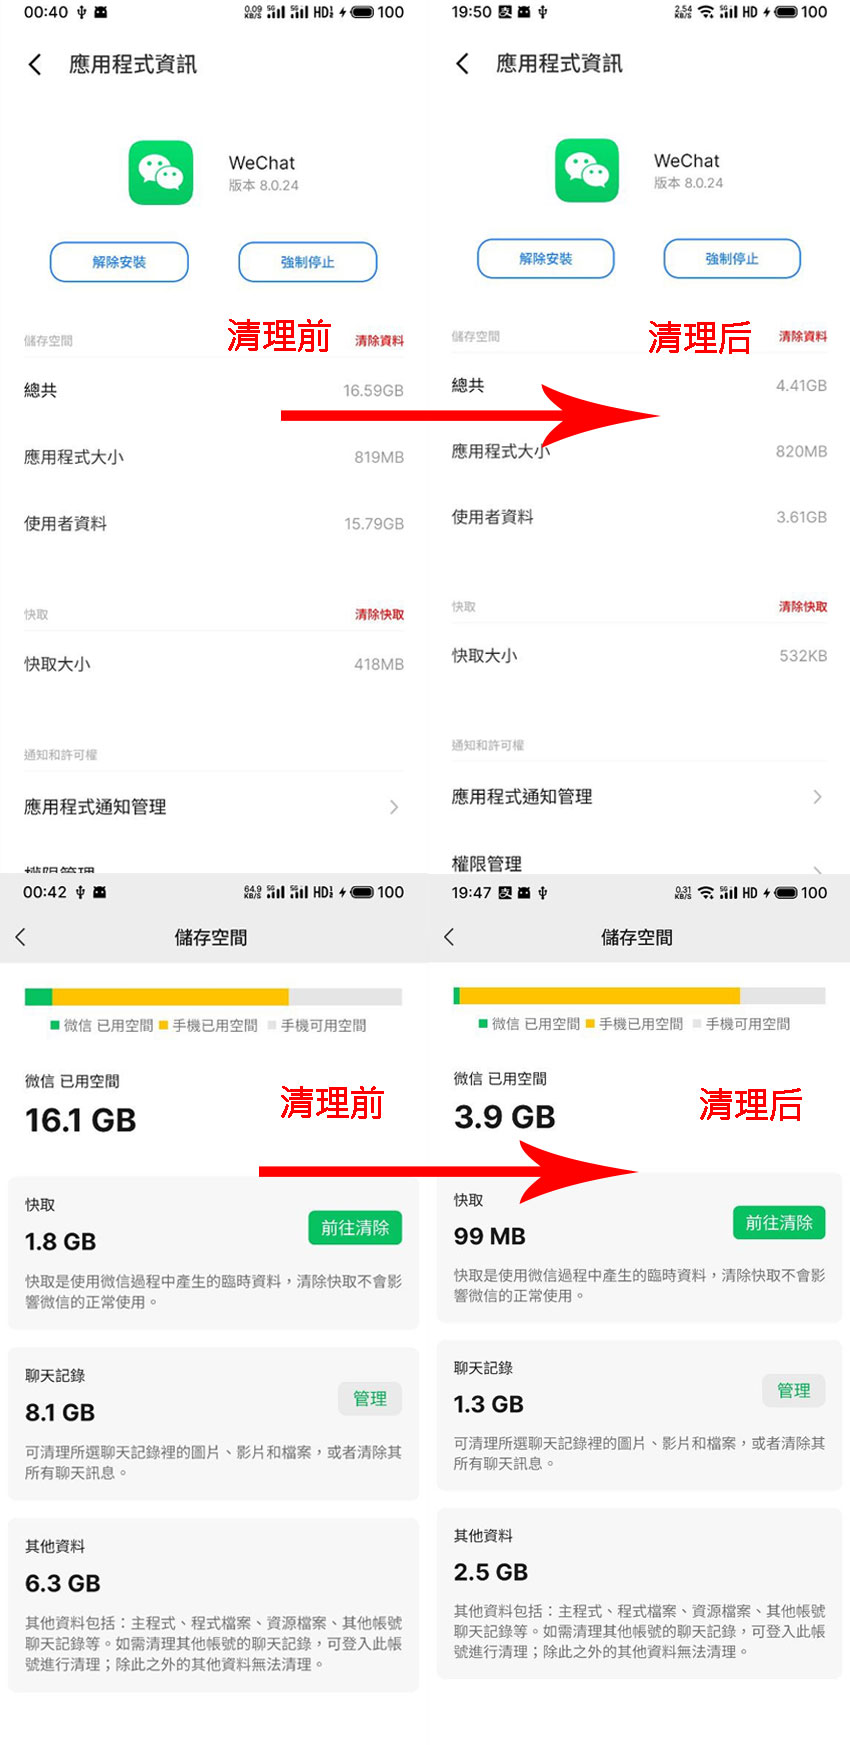 00:40 0.09 KB/S 5G 5G HD 100
應用程式資訊
WeChat
版本 8.0.24
解除安裝 強制停止
儲存空間 清理前 清除資料
總共 16.59GB
應用程式大小 819MB
使用者資料 15.79GB
快取 清除快取
快取大小 418MB
通知和許可權
應用程式通知管理
權限管理
19:50 2.54 KB/S 5G HD 100
應用程式資訊
WeChat
版本 8.0.24
解除安裝 強制停止
儲存空間 清理后 清除資料
總共 4.41GB
應用程式大小 820MB
使用者資料 3.61GB
快取 清除快取
快取大小 532KB
通知和許可權
應用程式通知管理
權限管理
00:42 64.9 KB/S 5G 5G HD 100
儲存空間
微信 已用空間 手機已用空間 手機可用空間
微信 已用空間
16.1 GB
清理前
快取
1.8 GB
前往清除
快取是使用微信過程中產生的臨時資料，清除快取不會影
響微信的正常使用。
聊天記錄
8.1 GB
管理
可清理所選聊天記錄裡的圖片、影片和檔案，或者清除其
所有聊天訊息。
其他資料
6.3 GB
其他資料包括：主程式、程式檔案、資源檔案、其他帳號
聊天記錄等。如需清理其他帳號的聊天記錄，可登入此帳
號進行清理；除此之外的其他資料無法清理。
19:47 0.31 KB/S 5G HD 100
儲存空間
微信 已用空間 手機已用空間 手機可用空間
微信 已用空間
3.9 GB
清理后
快取
99 MB
前往清除
快取是使用微信過程中產生的臨時資料，清除快取不會影
響微信的正常使用。
聊天記錄
1.3 GB
管理
可清理所選聊天記錄裡的圖片、影片和檔案，或者清除其
所有聊天訊息。
其他資料
2.5 GB
其他資料包括：主程式、程式檔案、資源檔案、其他帳號
聊天記錄等。如需清理其他帳號的聊天記錄，可登入此帳
號進行清理；除此之外的其他資料無法清理。